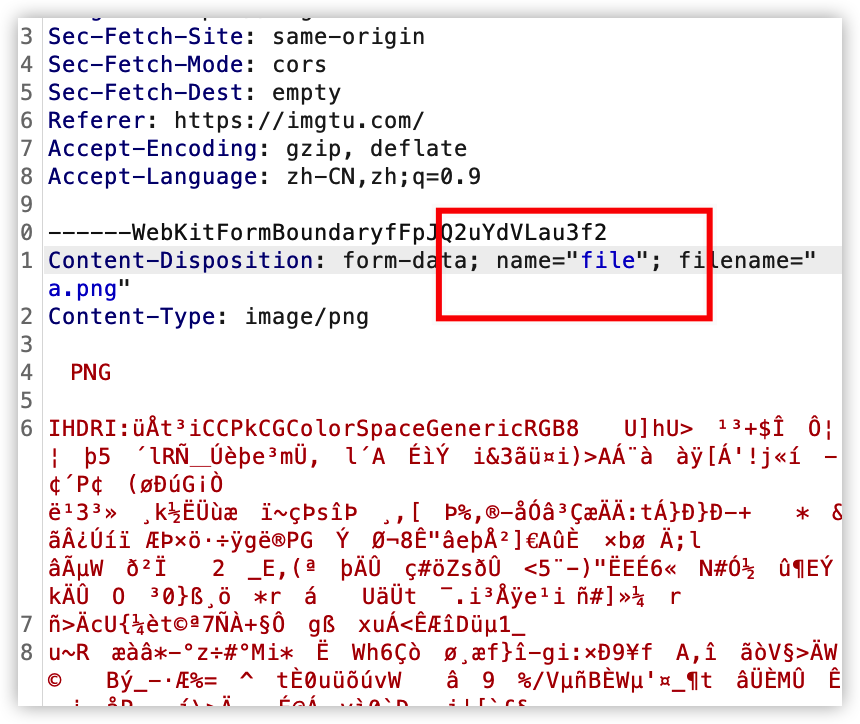 3 Sec-Fetch-Site: same-origin
4 Sec-Fetch-Mode: cors
5 Sec-Fetch-Dest: empty
6 Referer: https://imgtu.com/
7 Accept-Encoding: gzip, deflate
8 Accept-Language: zh-CN,zh;q=0.9
9
0 ------WebKitFormBoundaryfFpJQ2uYdVLau3f2
1 Content-Disposition: form-data; name="file"; filename="
a.png"
2 Content-Type: image/png
3
4 PNG
5
6 IHDRI:üÅt³iCCPkCGColorSpaceGenericRGB8 U]hU> ¹³+$Î Ô¦
¦ þ5 ´lRÑ__Úèþe³mÜ, l´A ÉìÝ i&3ãü¤i)>AÁ¨à àÿ[Á'!j«í -
¢´P¢ (øÐúG¡Ò
ë¹3³» ¸k½ËÜùæ ï~çÞsîÞ ¸,[ Þ%,®-åÓâ³ÇæÄÄ:tÁ}Ð}Ð-+ * &
ãÂ¿Úíï ÆÞ×ö·÷ÿgë®PG Ý Ø¬8Ê"âeþÅ²]€AûÈ ×bø Ä;l
âÃµW ð²Ï 2 _E,(ª þÄÛ ç#öZsðÛ <5¨-)"ËEÉ6« N#Ó½ û¶EÝ
kÄÛ O ³0}ß¸ö *r á UäÜt ¯.i³Åÿe¹i ñ#]»¼ r
7 ñ>ÄcU{¼èt©ª7ÑÀ+§Ô gß xuÁ<ÊÆîDüµ1_
8 u~R æàâ*-°z÷#°Mi* Ë Wh6Çò ø¸æf}î-gi:×Ð9¥f A,î ãòV§>ÄW
© Bý_-·Æ%= ^ tÈ0uüõúvW â 9 %/VµñBÈWµ'¤_¶t âÜÈMÛ Ê